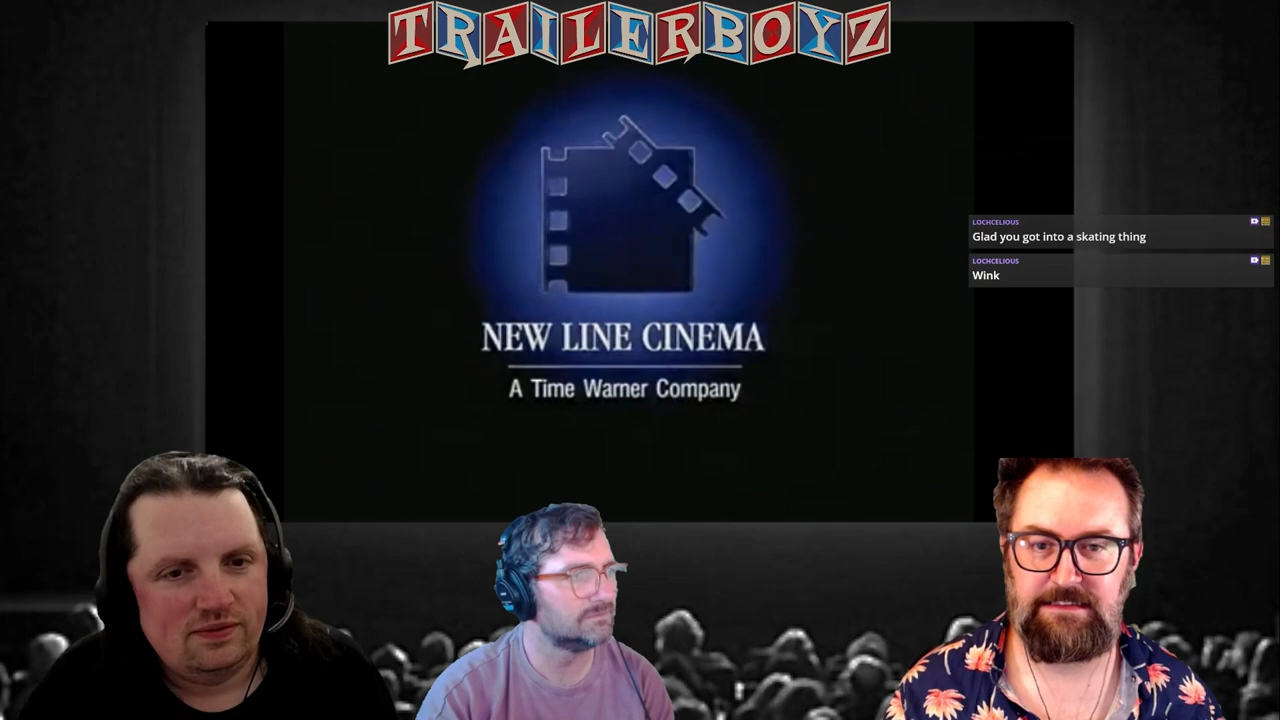 TRAILERBOYZ
NEW LINE CINEMA
A Time Warner Company
LOCHCELIOUS
Glad you got into a skating thing
LOCHCELIOUS
Wink